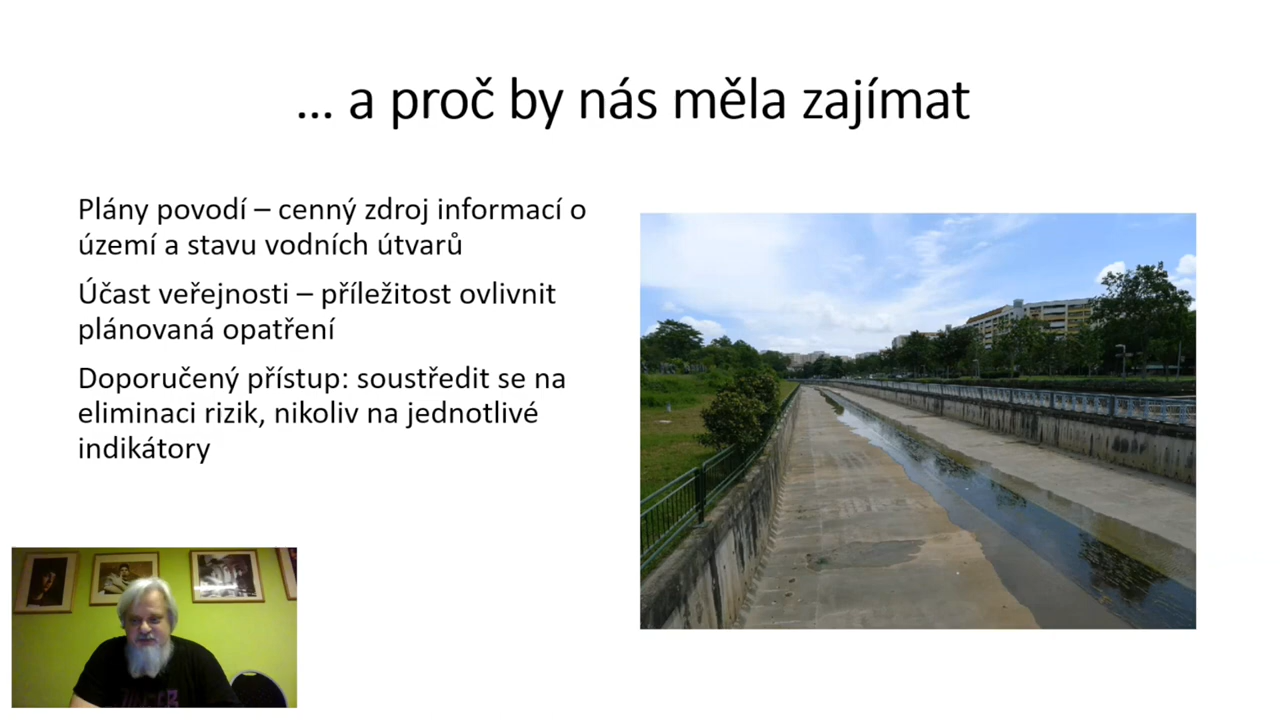 ... a proč by nás měla zajímat
Plány povodí – cenný zdroj informací o
území a stavu vodních útvarů
Účast veřejnosti – příležitost ovlivnit
plánovaná opatření
Doporučený přístup: soustředit se na
eliminaci rizik, nikoliv na jednotlivé
indikátory